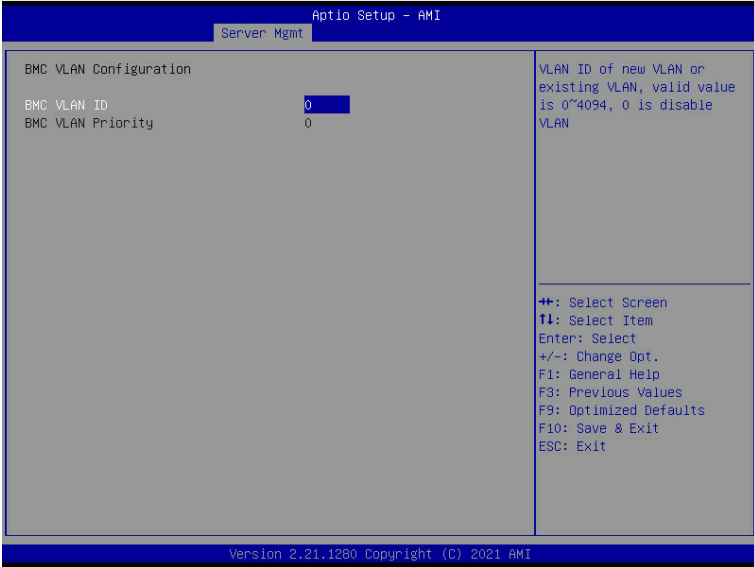 Aptio Setup - AMI
Server Mgmt
BMC VLAN Configuration
BMC VLAN ID 0
BMC VLAN Priority 0
VLAN ID of new VLAN or
existing VLAN, valid value
is 0~4094, 0 is disable
VLAN
→←: Select Screen
↑↓: Select Item
Enter: Select
+/-: Change Opt.
F1: General Help
F3: Previous Values
F9: Optimized Defaults
F10: Save & Exit
ESC: Exit
Version 2.21.1280 Copyright (C) 2021 AMI